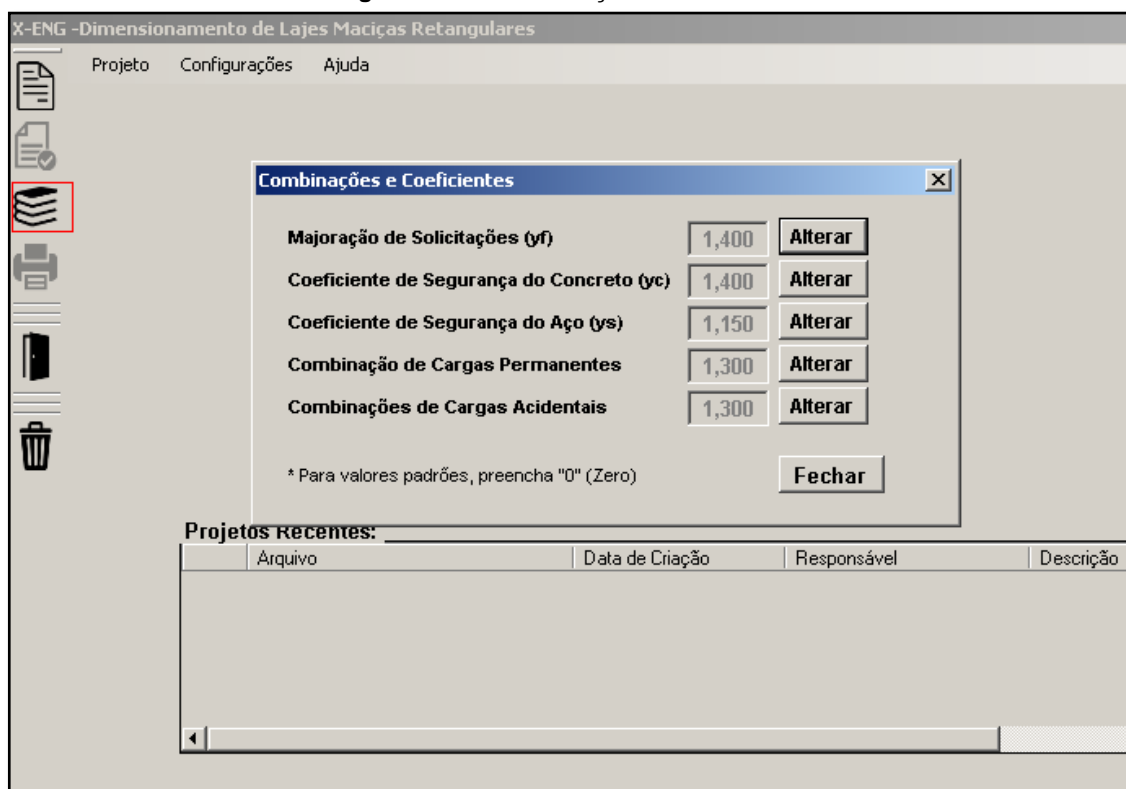 X-ENG -Dimensionamento de Lajes Maciças Retangulares
Projeto Configurações Ajuda
Combinações e Coeficientes
Majoração de Solicitações (yf) 1,400 Alterar
Coeficiente de Segurança do Concreto (yc) 1,400 Alterar
Coeficiente de Segurança do Aço (ys) 1,150 Alterar
Combinação de Cargas Permanentes 1,300 Alterar
Combinações de Cargas Acidentais 1,300 Alterar
* Para valores padrões, preencha "0" (Zero) Fechar
Projetos Recentes:
Arquivo Data de Criação Responsável Descrição